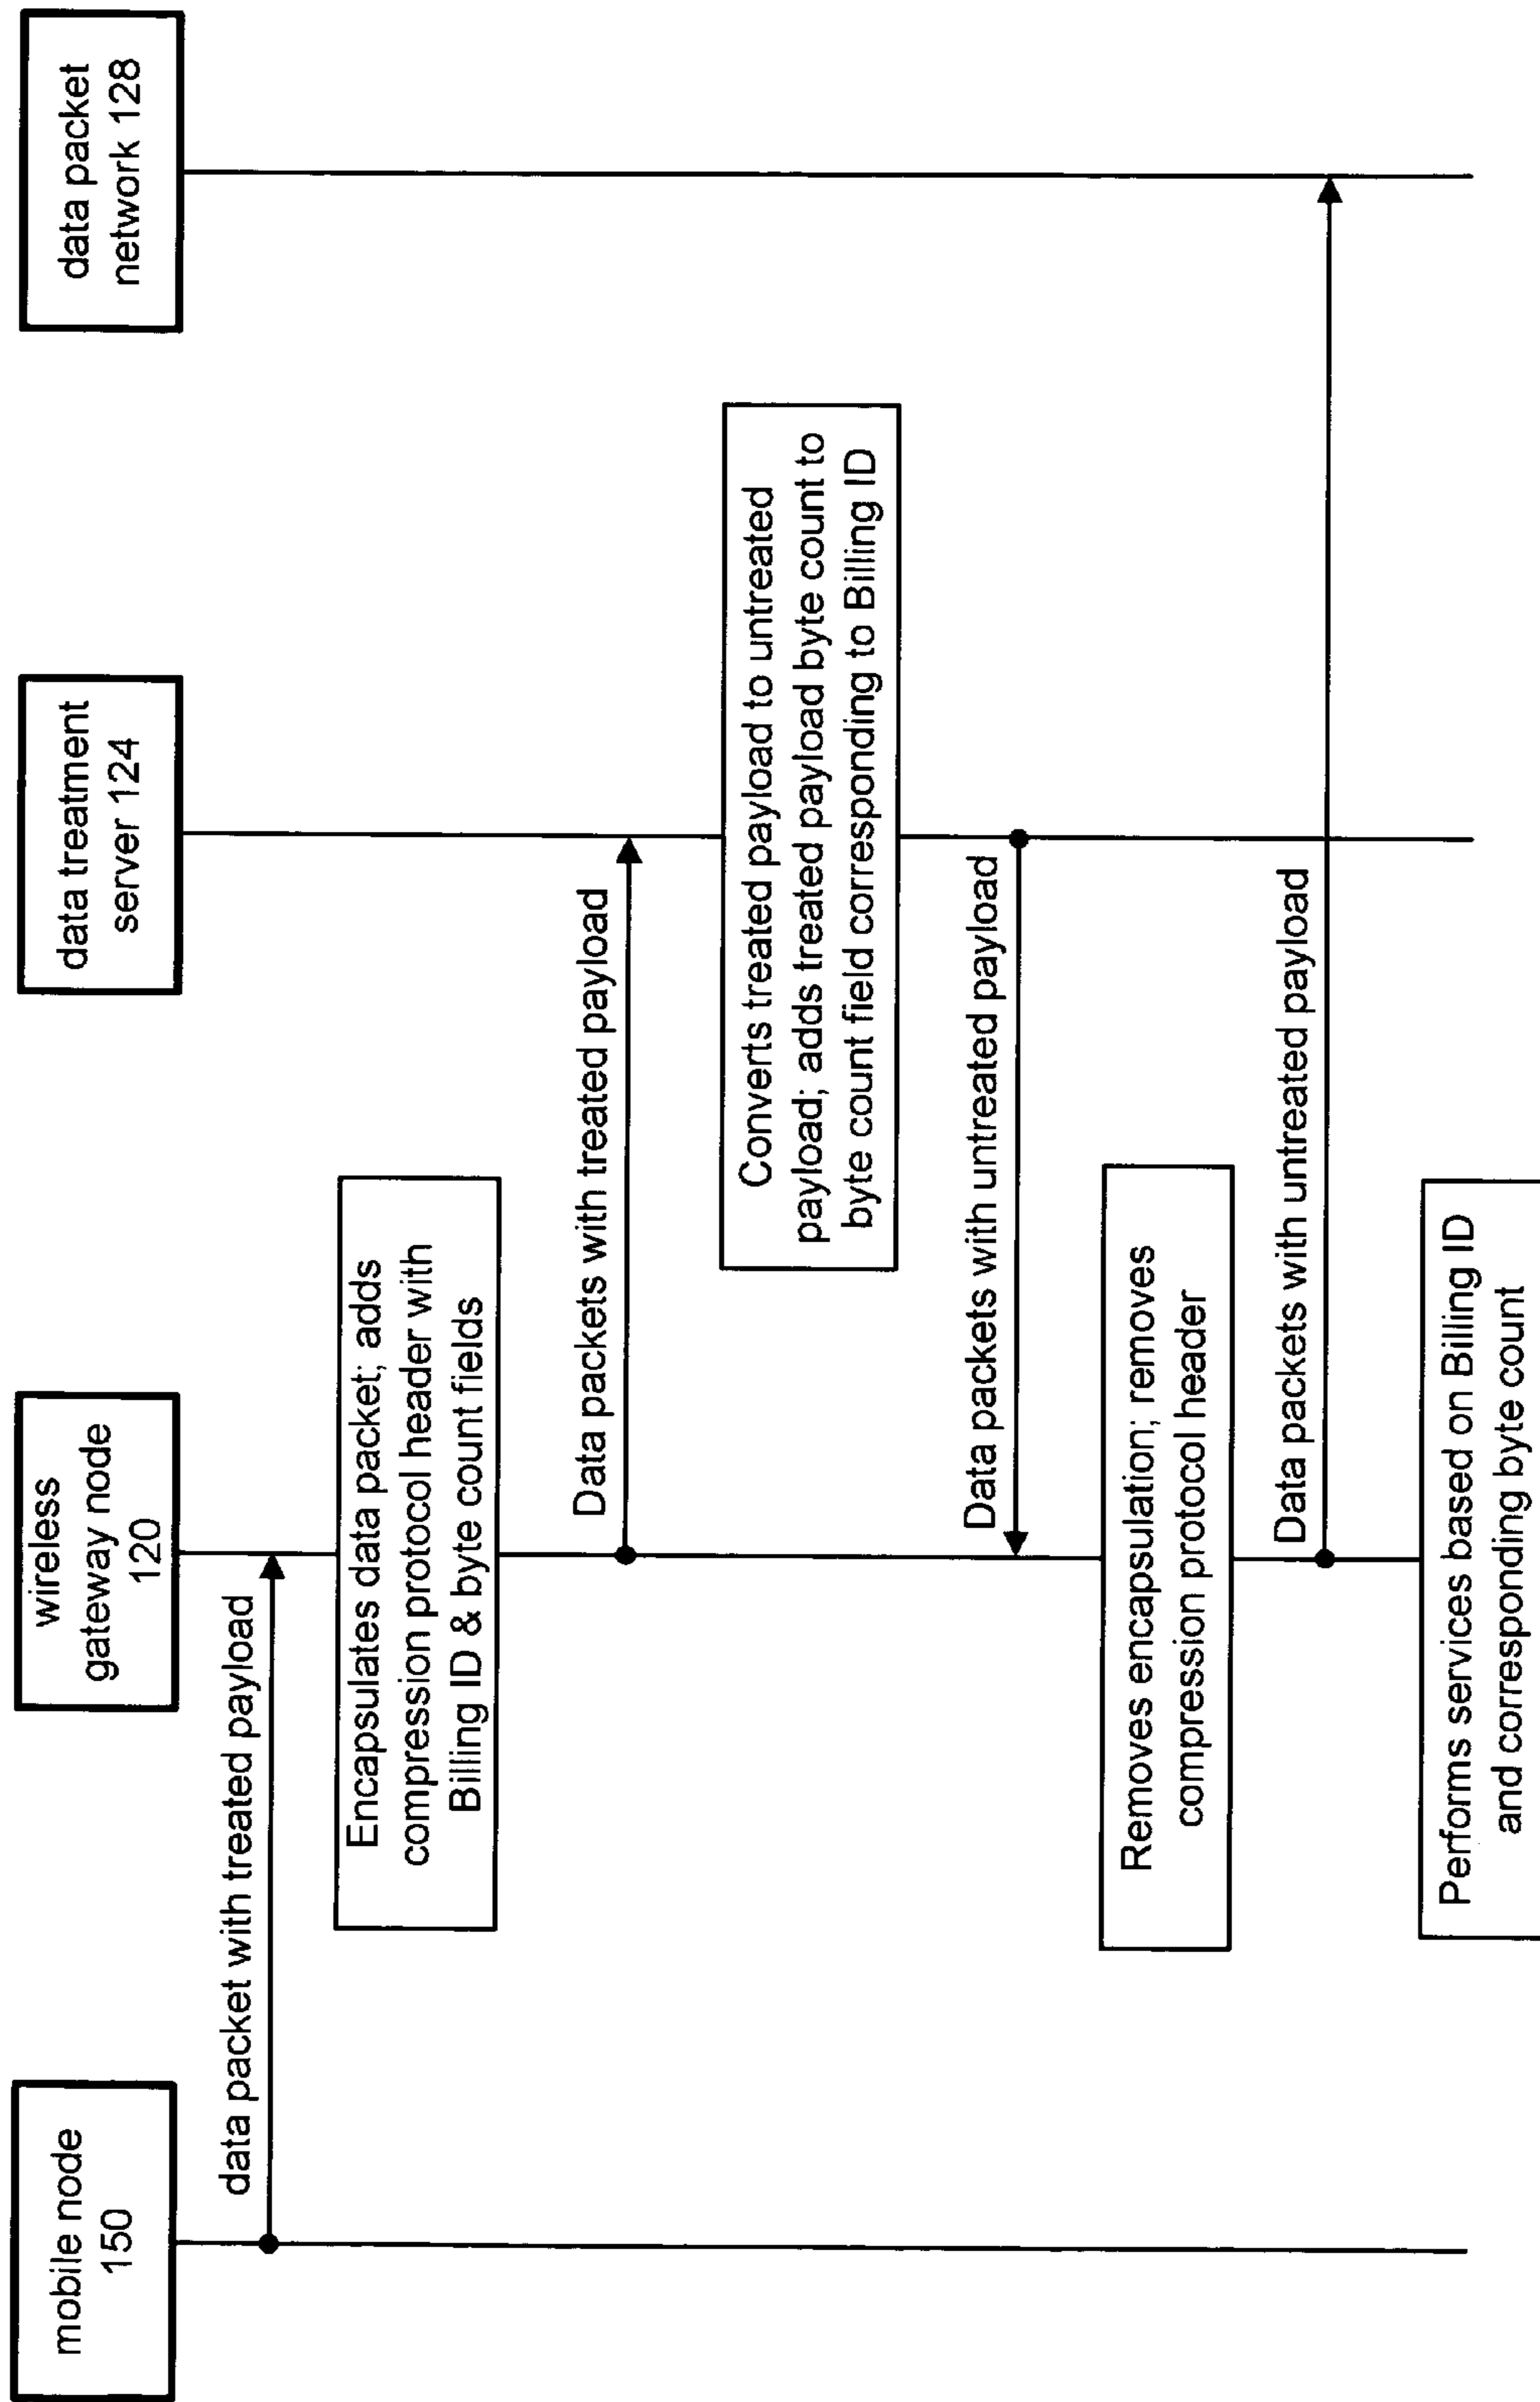 mobile node
150
wireless
gateway node
120
data treatment
server 124
data packet
network 128
data packet with treated payload
Encapsulates data packet; adds
compression protocol header with
Billing ID & byte count fields
Data packets with treated payload
Converts treated payload to untreated
payload; adds treated payload byte count to
byte count field corresponding to Billing ID
Data packets with untreated payload
Removes encapsulation; removes
compression protocol header
Data packets with untreated payload
Performs services based on Billing ID
and corresponding byte count